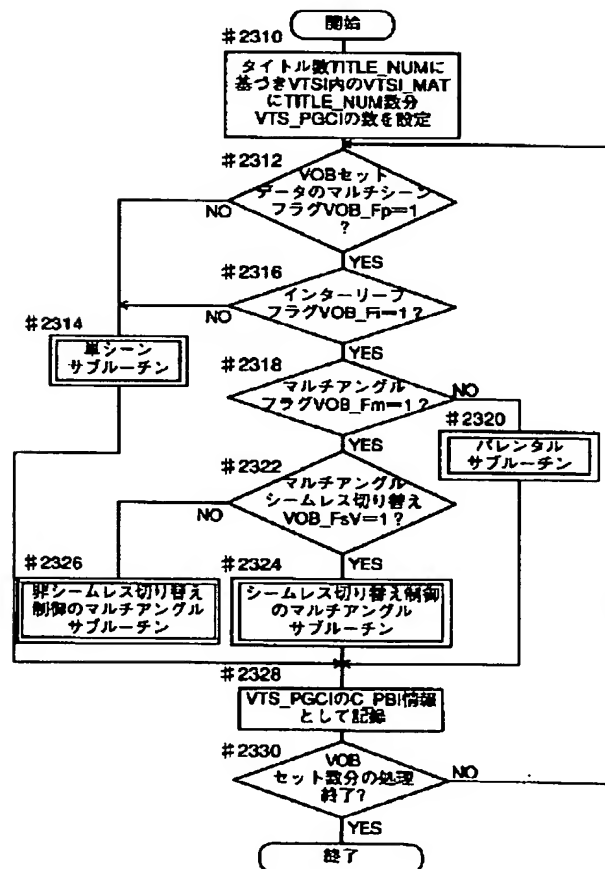 開始
#2310
タイトル数TITLE_NUMに
基づきVTSI内のVTSI_MAT
にTITLE_NUM数分
VTS_PGCIの数を設定
#2312
VOBセット
データのマルチシーン
フラグVOB_Fp=1
?
NO
YES
#2316
インターリーブ
フラグVOB_Fi=1?
NO
YES
#2314
単シーン
サブルーチン
#2318
マルチアングル
フラグVOB_Fm=1?
NO
YES
#2320
パレンタル
サブルーチン
#2322
マルチアングル
シームレス切り替え
VOB_FsV=1?
NO
YES
#2326
非シームレス切り替え
制御のマルチアングル
サブルーチン
#2324
シームレス切り替え制御
のマルチアングル
サブルーチン
#2328
VTS_PGCIのC_PBI情報
として記録
#2330
VOB
セット数分の処理
終了?
NO
YES
終了